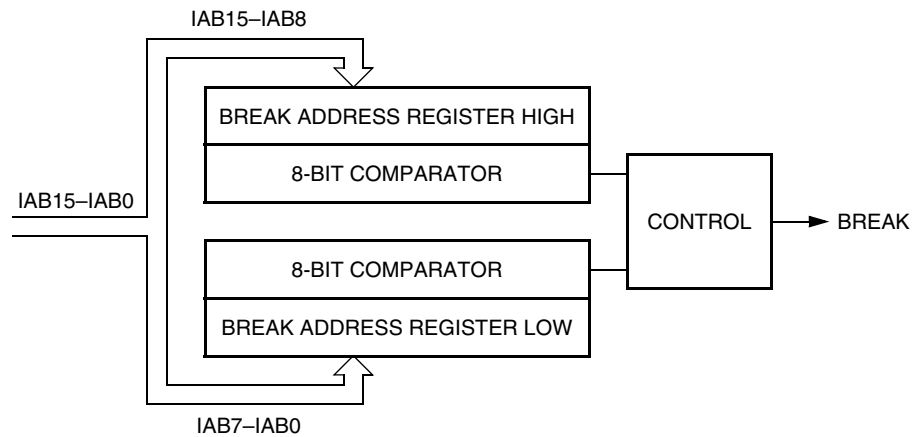 IAB15–IAB8
BREAK ADDRESS REGISTER HIGH
8-BIT COMPARATOR
IAB15–IAB0
CONTROL
BREAK
8-BIT COMPARATOR
BREAK ADDRESS REGISTER LOW
IAB7–IAB0